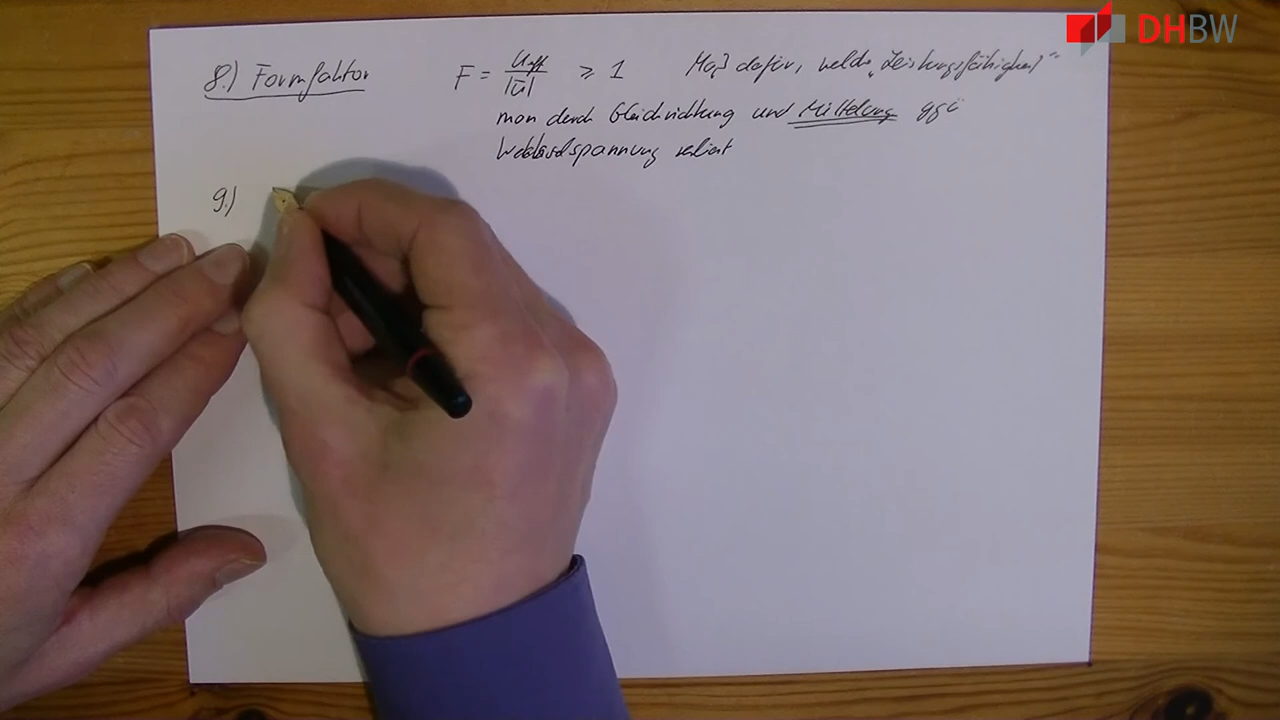 DHBW
8.) Formfaktor F = Ueff / |ū| ⩾ 1 Maß dafür, welche „Leistungsfähigkeit"
man durch Gleichrichtung und Mittelung ggü
Wechselspannung verliert
9.)